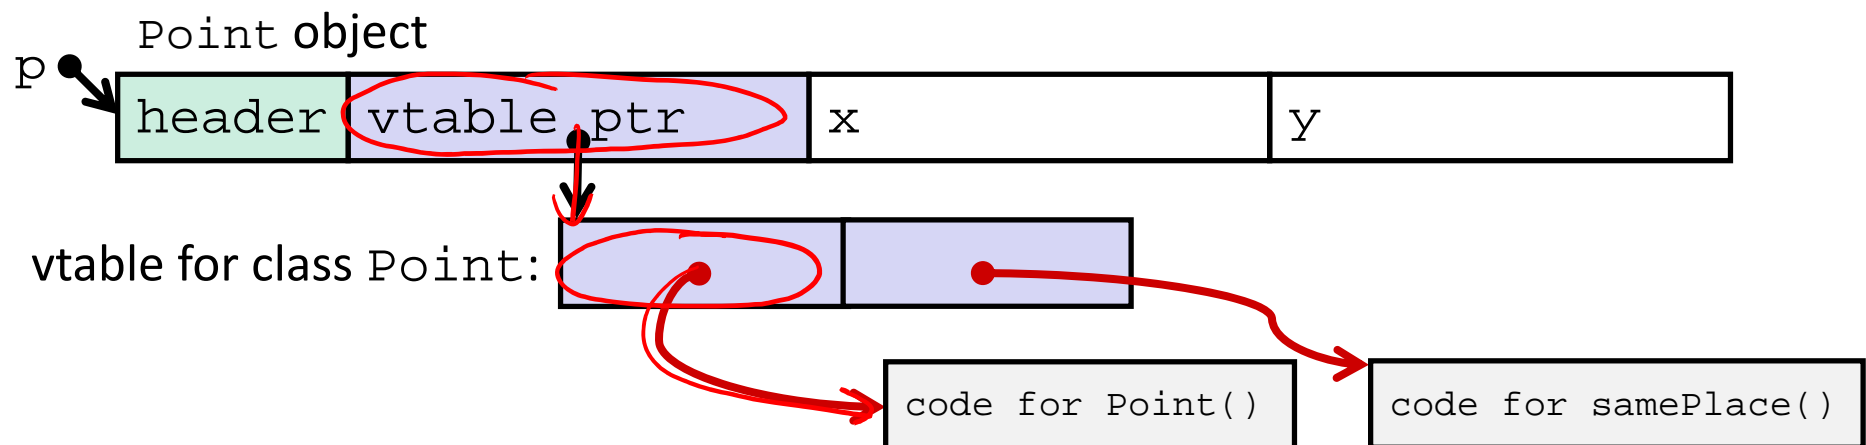 Point object
p
header vtable ptr x y
vtable for class Point:
code for Point() code for samePlace()